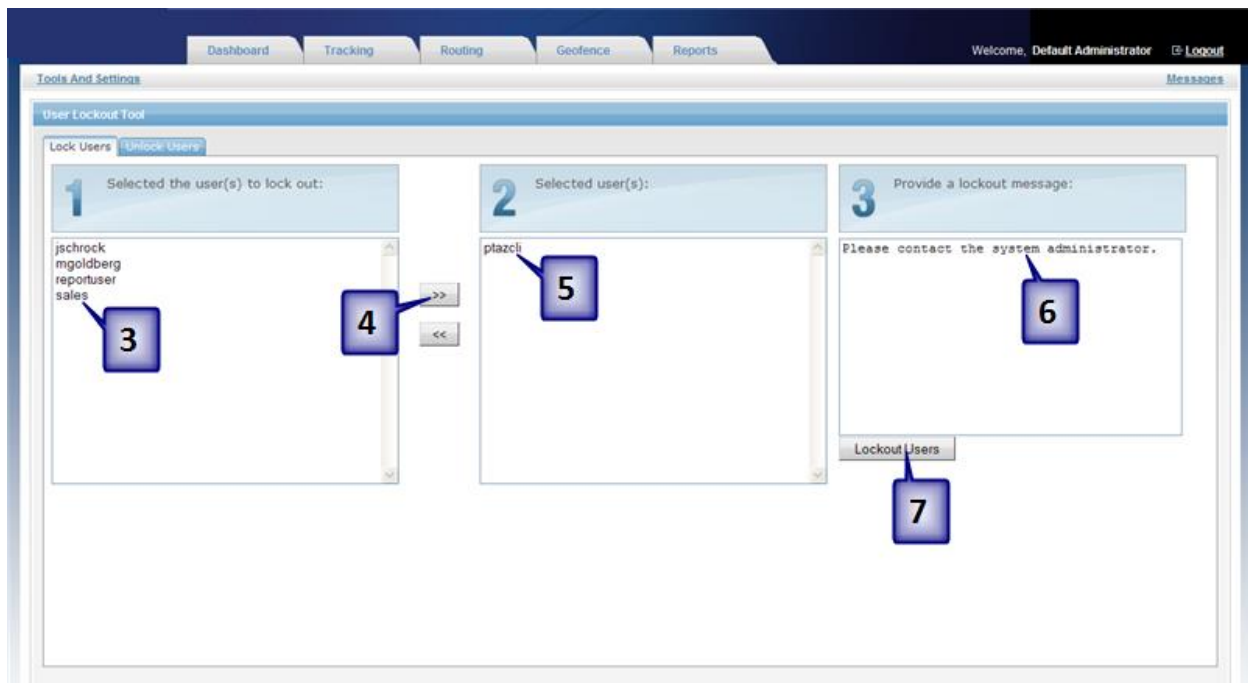 Dashboard Tracking Routing Geofence Reports Welcome, Default Administrator Logout
Tools And Settings Messages
User Lockout Tool
Lock Users Unlock Users
1 Selected the user(s) to lock out:
2 Selected user(s):
3 Provide a lockout message:
jschrock
mgoldberg
reportuser
sales
3
>>
<<
4
ptazcli
5
Please contact the system administrator.
6
Lockout Users
7